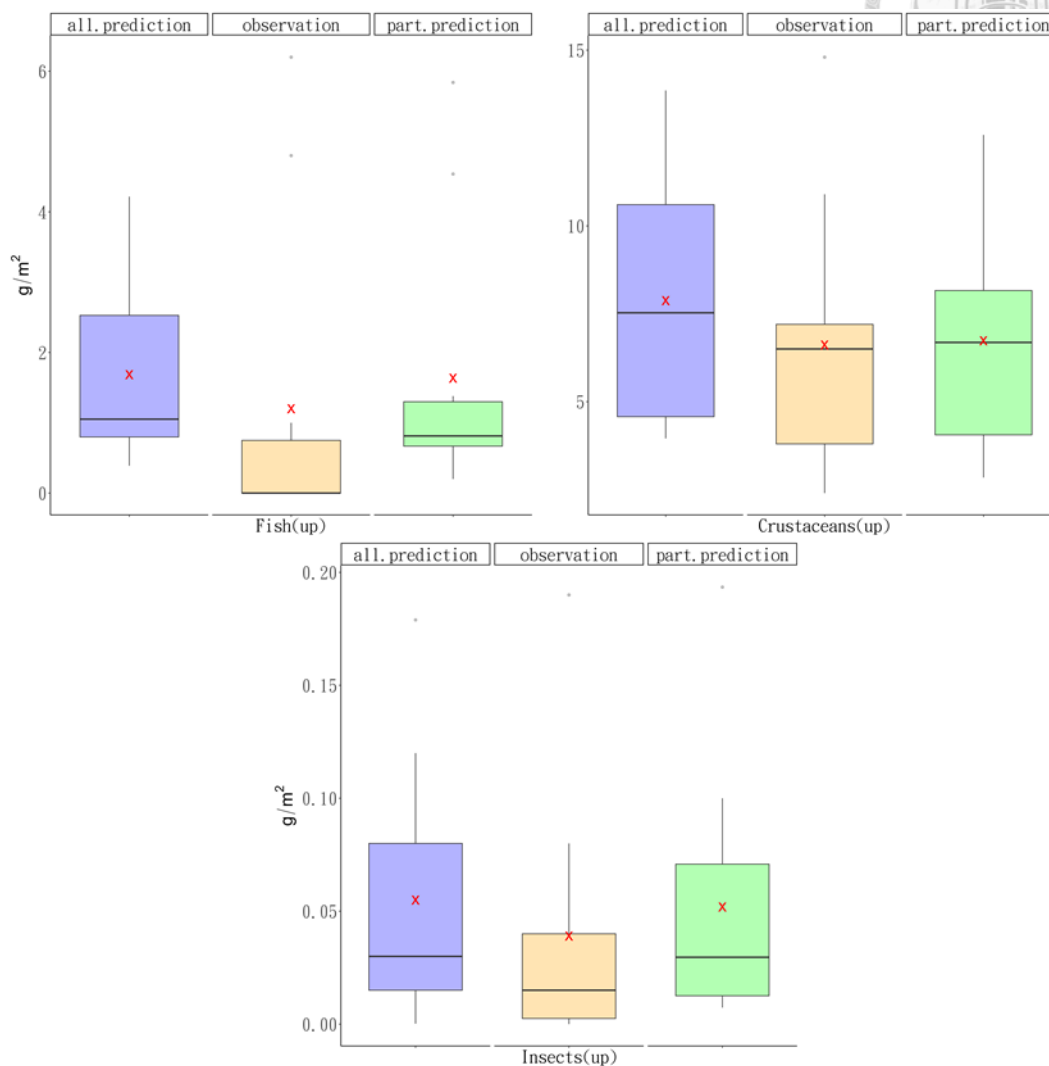 all.prediction observation part.prediction
6
4
2
0
g/m²
Fish(up)
all.prediction observation part.prediction
15
10
5
Crustaceans(up)
all.prediction observation part.prediction
0.20
0.15
0.10
0.05
0.00
g/m²
Insects(up)